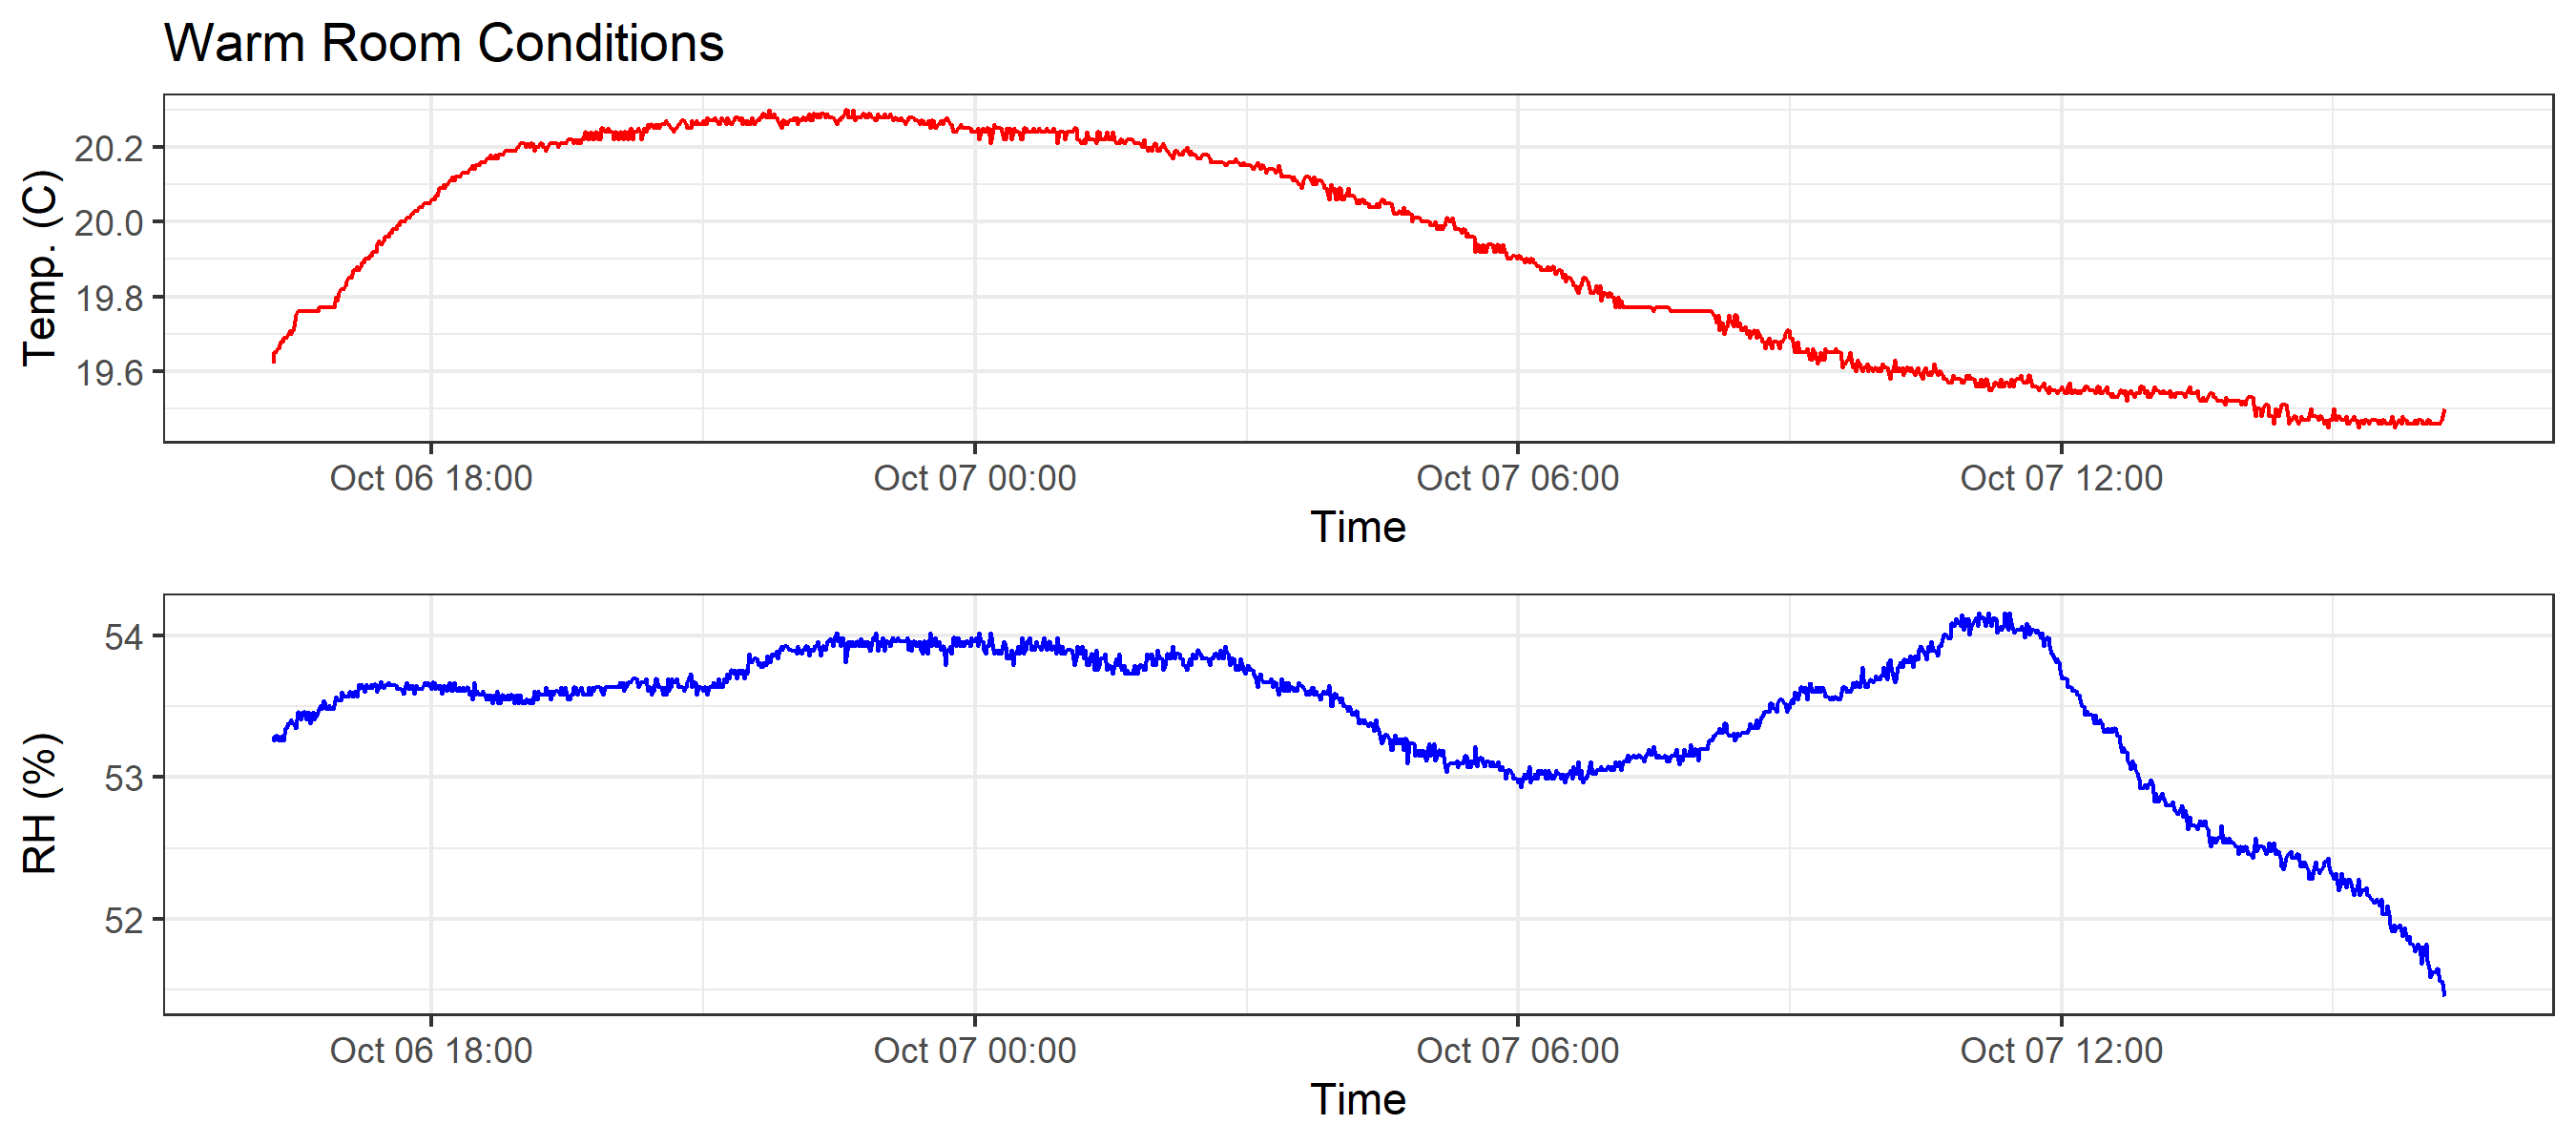 Warm Room Conditions
Temp. (C)
20.2
20.0
19.8
19.6
Oct 06 18:00 Oct 07 00:00 Oct 07 06:00 Oct 07 12:00
Time
RH (%)
54
53
52
Oct 06 18:00 Oct 07 00:00 Oct 07 06:00 Oct 07 12:00
Time